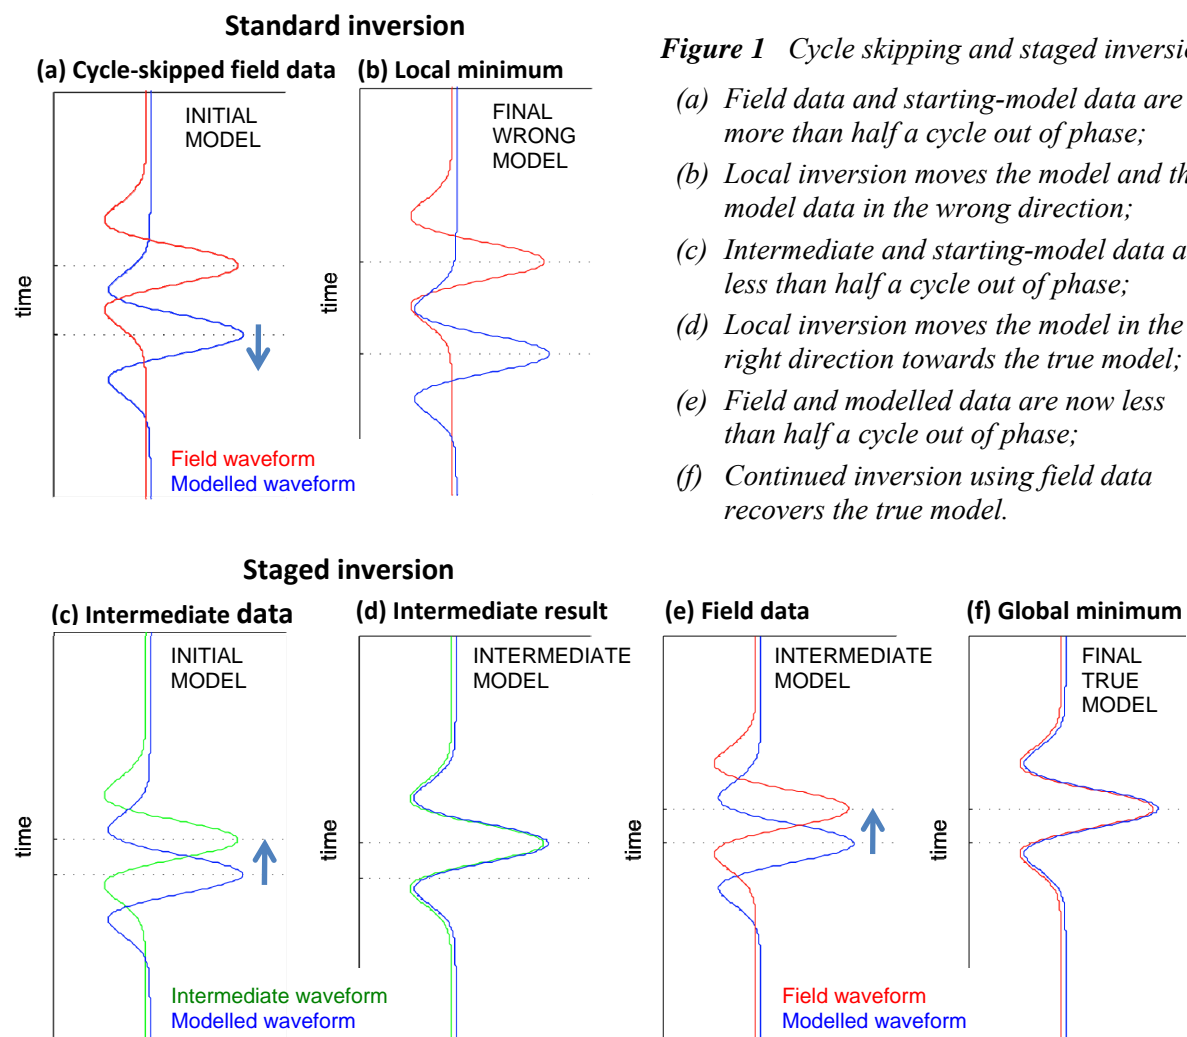 Standard inversion
(a) Cycle-skipped field data
(b) Local minimum
INITIAL
MODEL
FINAL
WRONG
MODEL
time
time
Field waveform
Modelled waveform
Figure 1 Cycle skipping and staged
(a) Field data and starting-model data are
more than half a cycle out of phase;
(b) Local inversion moves the model and
model data in the wrong direction;
(c) Intermediate and starting-model data
less than half a cycle out of phase;
(d) Local inversion moves the model in the
right direction towards the true model;
(e) Field and modelled data are now less
than half a cycle out of phase;
(f) Continued inversion using field data
recovers the true model.
Staged inversion
(c) Intermediate data
(d) Intermediate result
(e) Field data
(f) Global minimum
INITIAL
MODEL
INTERMEDIATE
MODEL
INTERMEDIATE
MODEL
FINAL
TRUE
MODEL
time
time
time
time
Intermediate waveform
Modelled waveform
Field waveform
Modelled waveform